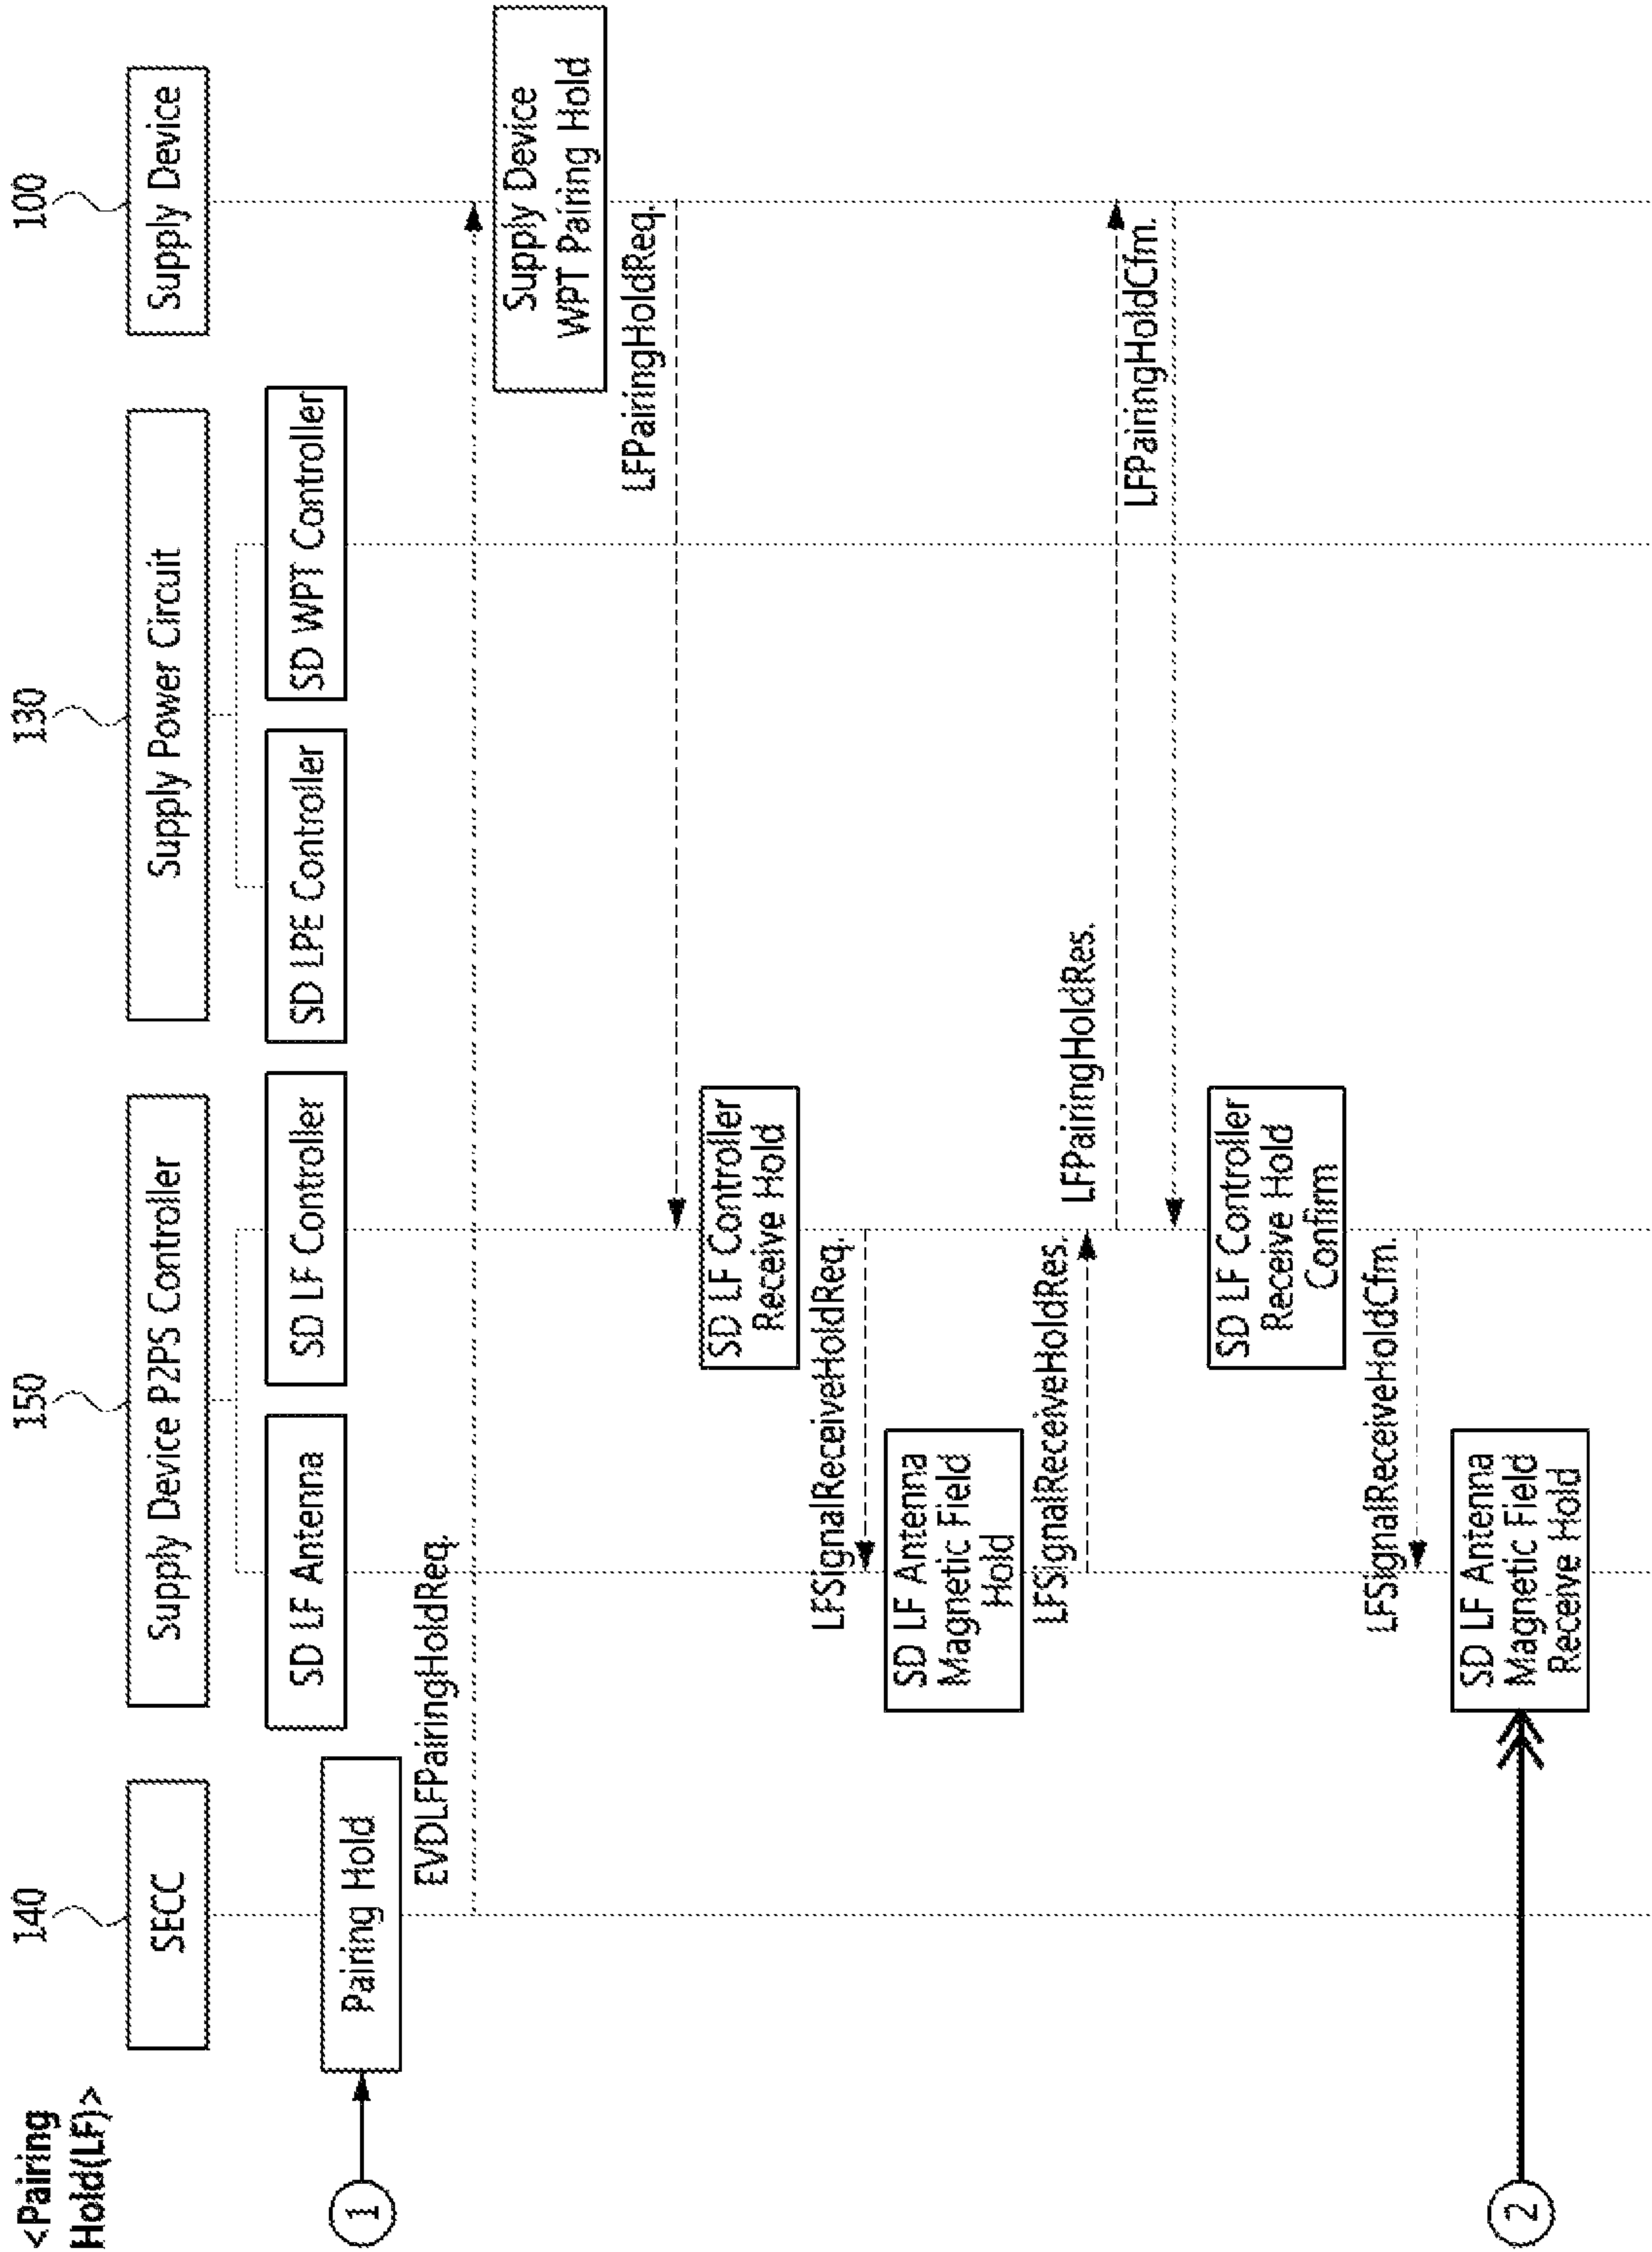 <Pairing
Hold(LF)>
140
150
130
100
SECC
Supply Device P2PS Controller
Supply Power Circuit
Supply Device
SD LF Antenna
SD LF Controller
SD LPE Controller
SD WPT Controller
1
Pairing Hold
EVDLFPairingHoldReq.
Supply Device
WPT Pairing Hold
LFPairingHoldReq.
SD LF Controller
Receive Hold
LFSignalReceiveHoldReq.
SD LF Antenna
Magnetic Field
Hold
LFSignalReceiveHoldRes.
LFPairingHoldRes.
LFPairingHoldCfm.
SD LF Controller
Receive Hold
Confirm
LFSignalReceiveHoldCfm.
2
SD LF Antenna
Magnetic Field
Receive Hold